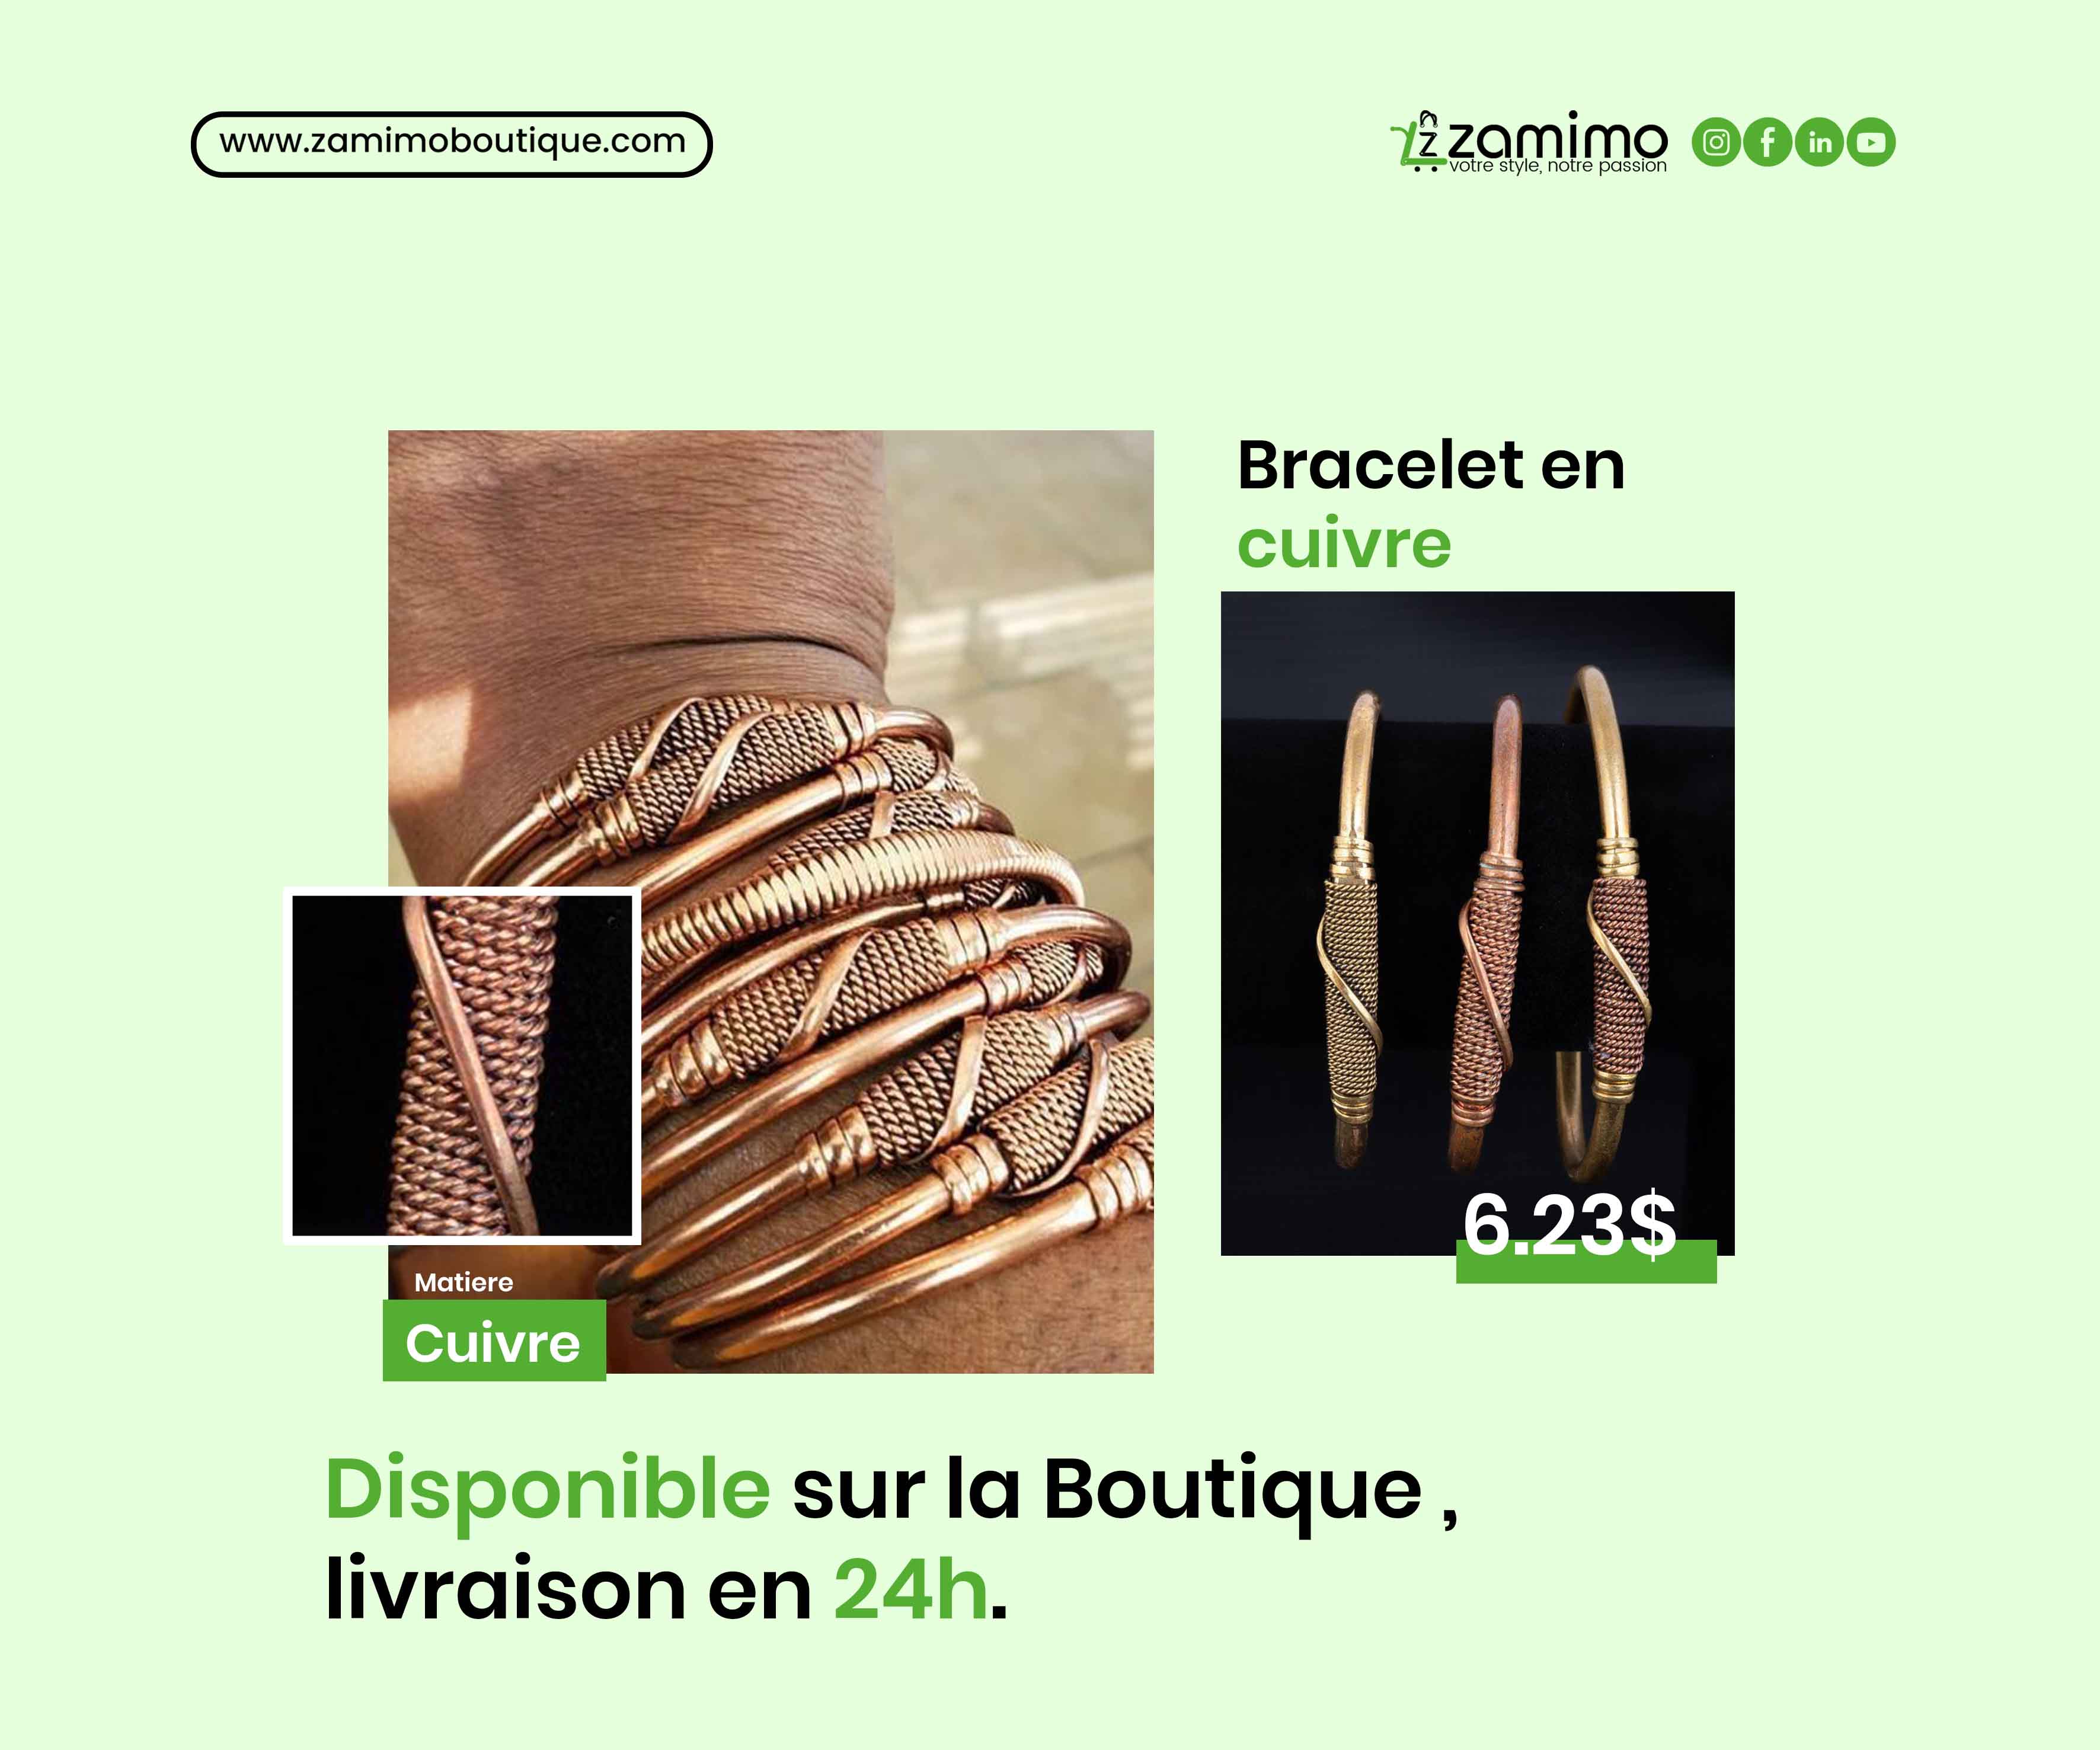 www.zamimoboutique.com
zamimo
votre style, notre passion
Bracelet en
cuivre
6.23$
Matiere
Cuivre
Disponible sur la Boutique ,
livraison en 24h.